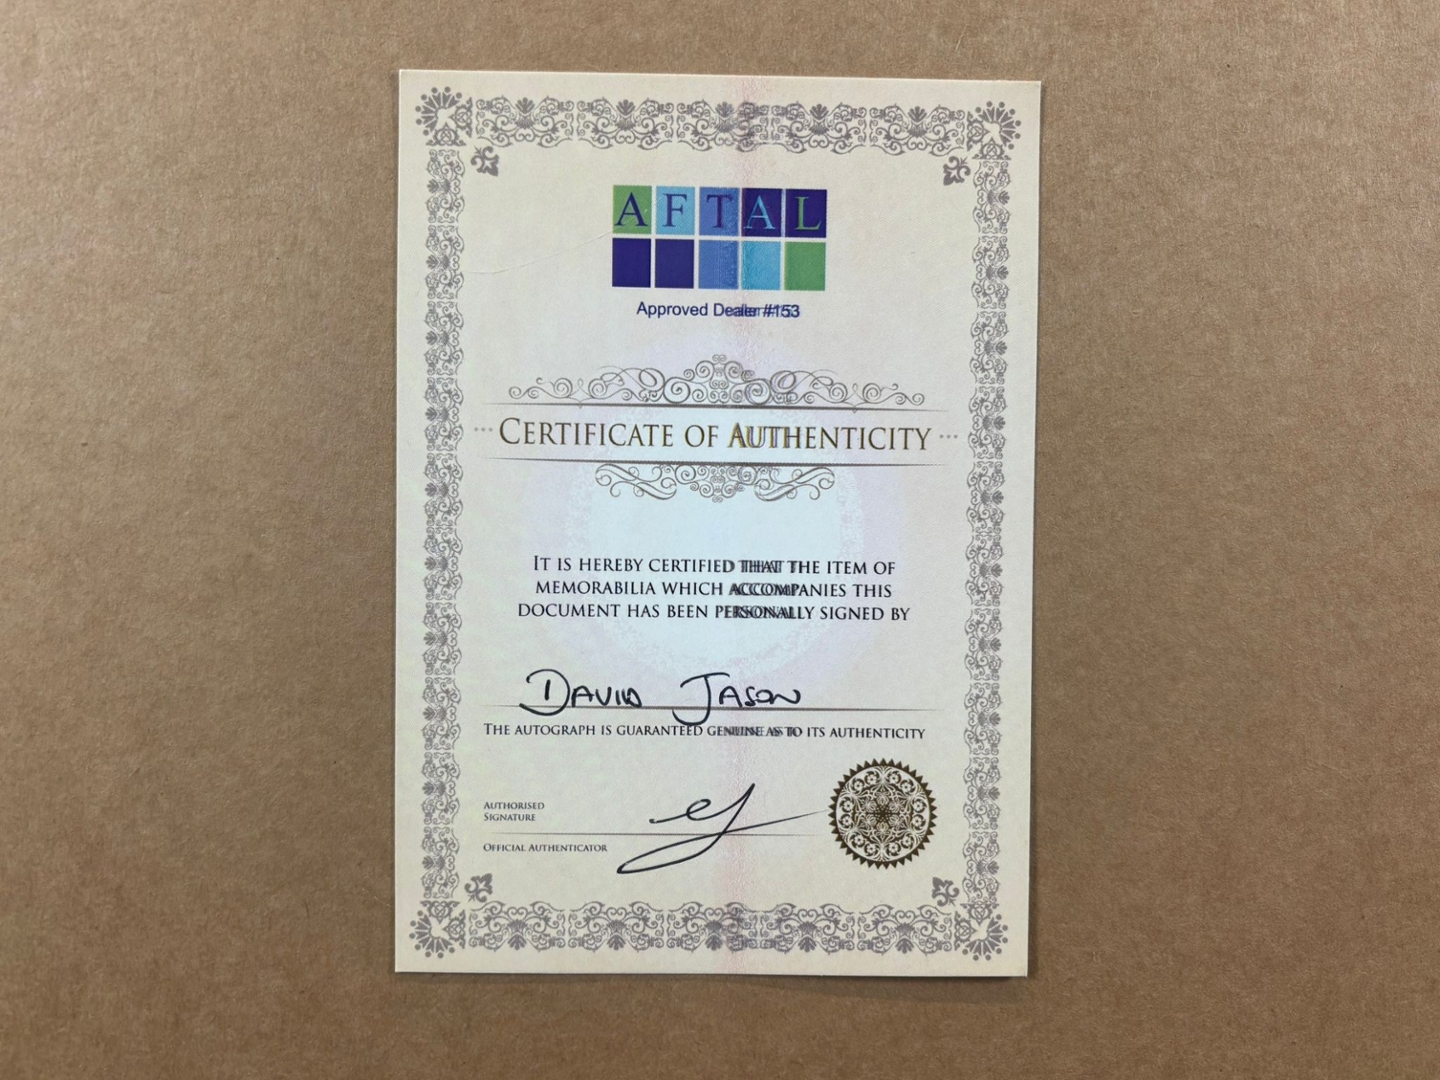 AFTAL
Approved Dealer #153
CERTIFICATE OF AUTHENTICITY
IT IS HEREBY CERTIFIED THAT THE ITEM OF
MEMORABILIA WHICH ACCOMPANIES THIS
DOCUMENT HAS BEEN PERSONALLY SIGNED BY
DAVID JASON
THE AUTOGRAPH IS GUARANTEED GENUINE AS TO ITS AUTHENTICITY
AUTHORISED
SIGNATURE
OFFICIAL AUTHENTICATOR